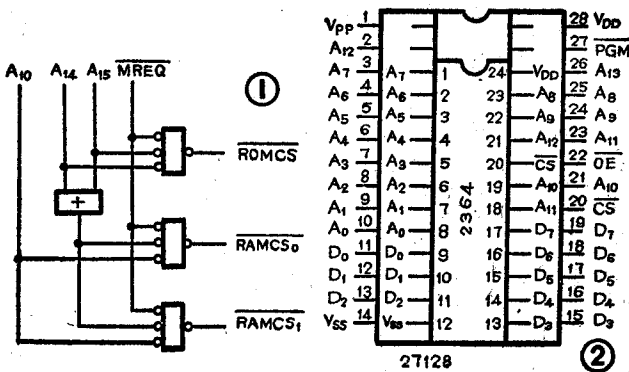 A10 A14 A15 MREQ
①
ROMCS
+
RAMCS0
RAMCS1
VPP 1 28 VDD
A12 2 27 PGM
A7 3 A7 1 24 VDD 26 A13
A6 4 A6 2 23 A8 25 A8
A5 5 A5 3 22 A9 24 A9
A4 6 A4 4 21 A12 23 A11
A3 7 A3 5 20 CS 22 OE
A2 8 A2 6 19 A10 21 A10
A1 9 A1 7 18 A11 20 CS
A0 10 A0 8 17 D7 19 D7
D0 11 D0 9 16 D6 18 D6
D1 12 D1 10 15 D5 17 D5
D2 13 D2 11 14 D4 16 D4
VSS 14 VSS 12 13 D3 15 D3
2364
27128
②